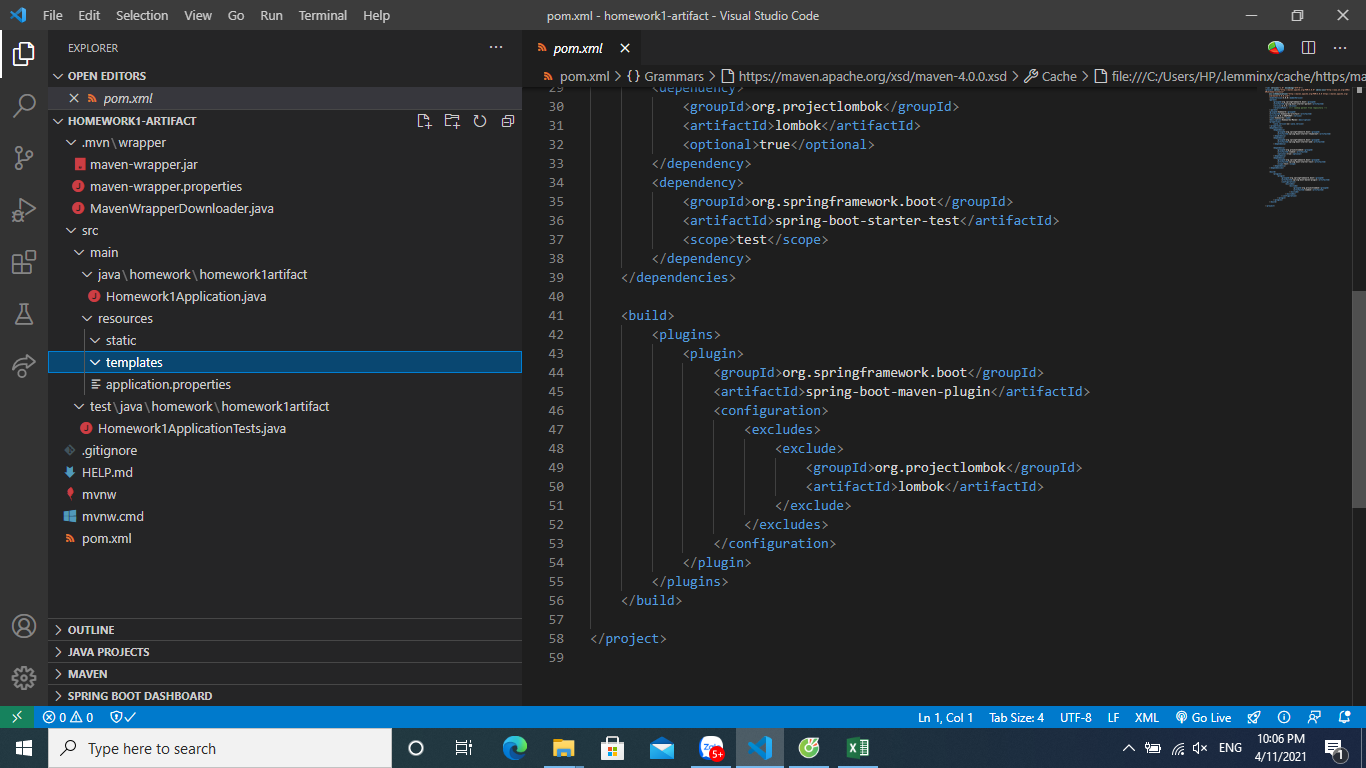 File Edit Selection View Go Run Terminal Help
pom.xml - homework1-artifact - Visual Studio Code
EXPLORER
OPEN EDITORS
pom.xml
HOMEWORK1-ARTIFACT
.mvn\wrapper
maven-wrapper.jar
maven-wrapper.properties
MavenWrapperDownloader.java
src
main
java\homework\homework1artifact
Homework1Application.java
resources
static
templates
application.properties
test\java\homework\homework1artifact
Homework1ApplicationTests.java
.gitignore
HELP.md
mvnw
mvnw.cmd
pom.xml
OUTLINE
JAVA PROJECTS
MAVEN
SPRING BOOT DASHBOARD
pom.xml
pom.xml > {} Grammars > https://maven.apache.org/xsd/maven-4.0.0.xsd > Cache > file:///C:/Users/HP/.lemminx/cache/https/ma
29 <dependency>
30 <groupId>org.projectlombok</groupId>
31 <artifactId>lombok</artifactId>
32 <optional>true</optional>
33 </dependency>
34 <dependency>
35 <groupId>org.springframework.boot</groupId>
36 <artifactId>spring-boot-starter-test</artifactId>
37 <scope>test</scope>
38 </dependency>
39 </dependencies>
40
41 <build>
42 <plugins>
43 <plugin>
44 <groupId>org.springframework.boot</groupId>
45 <artifactId>spring-boot-maven-plugin</artifactId>
46 <configuration>
47 <excludes>
48 <exclude>
49 <groupId>org.projectlombok</groupId>
50 <artifactId>lombok</artifactId>
51 </exclude>
52 </excludes>
53 </configuration>
54 </plugin>
55 </plugins>
56 </build>
57
58 </project>
59
0 0 Ln 1, Col 1 Tab Size: 4 UTF-8 LF XML Go Live
Type here to search
5+
ENG
10:06 PM
4/11/2021
1